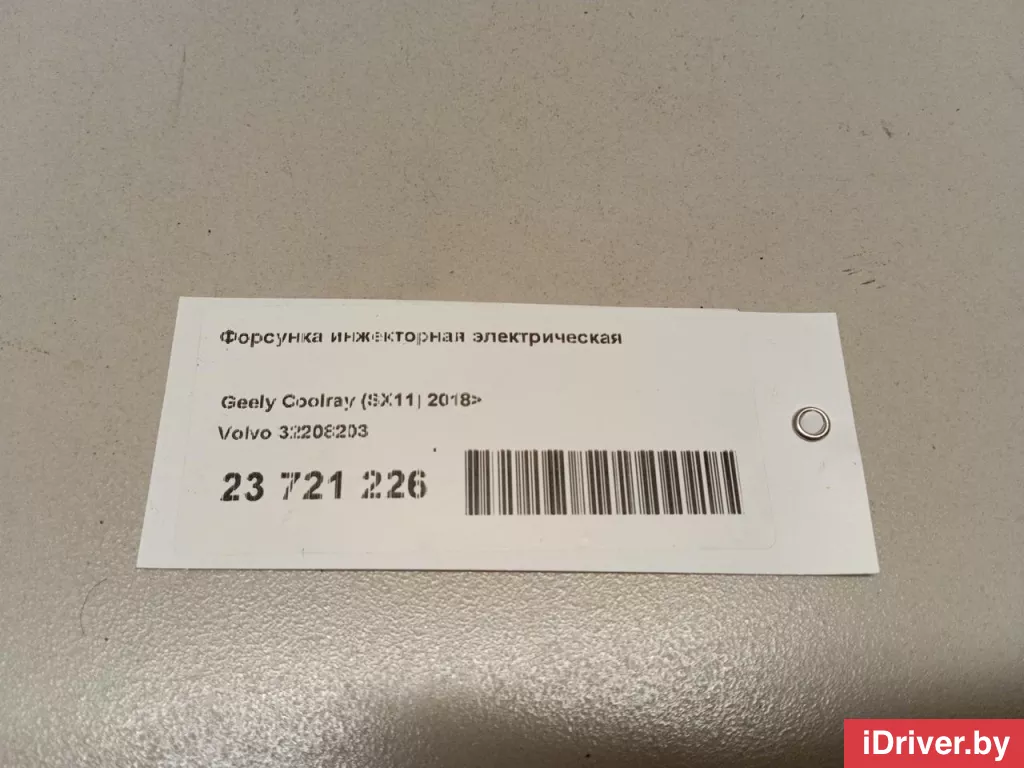 Форсунка инжекторная электрическая
Geely Coolray (SX11) 2018>
Volvo 32208203
23 721 226
iDriver.by